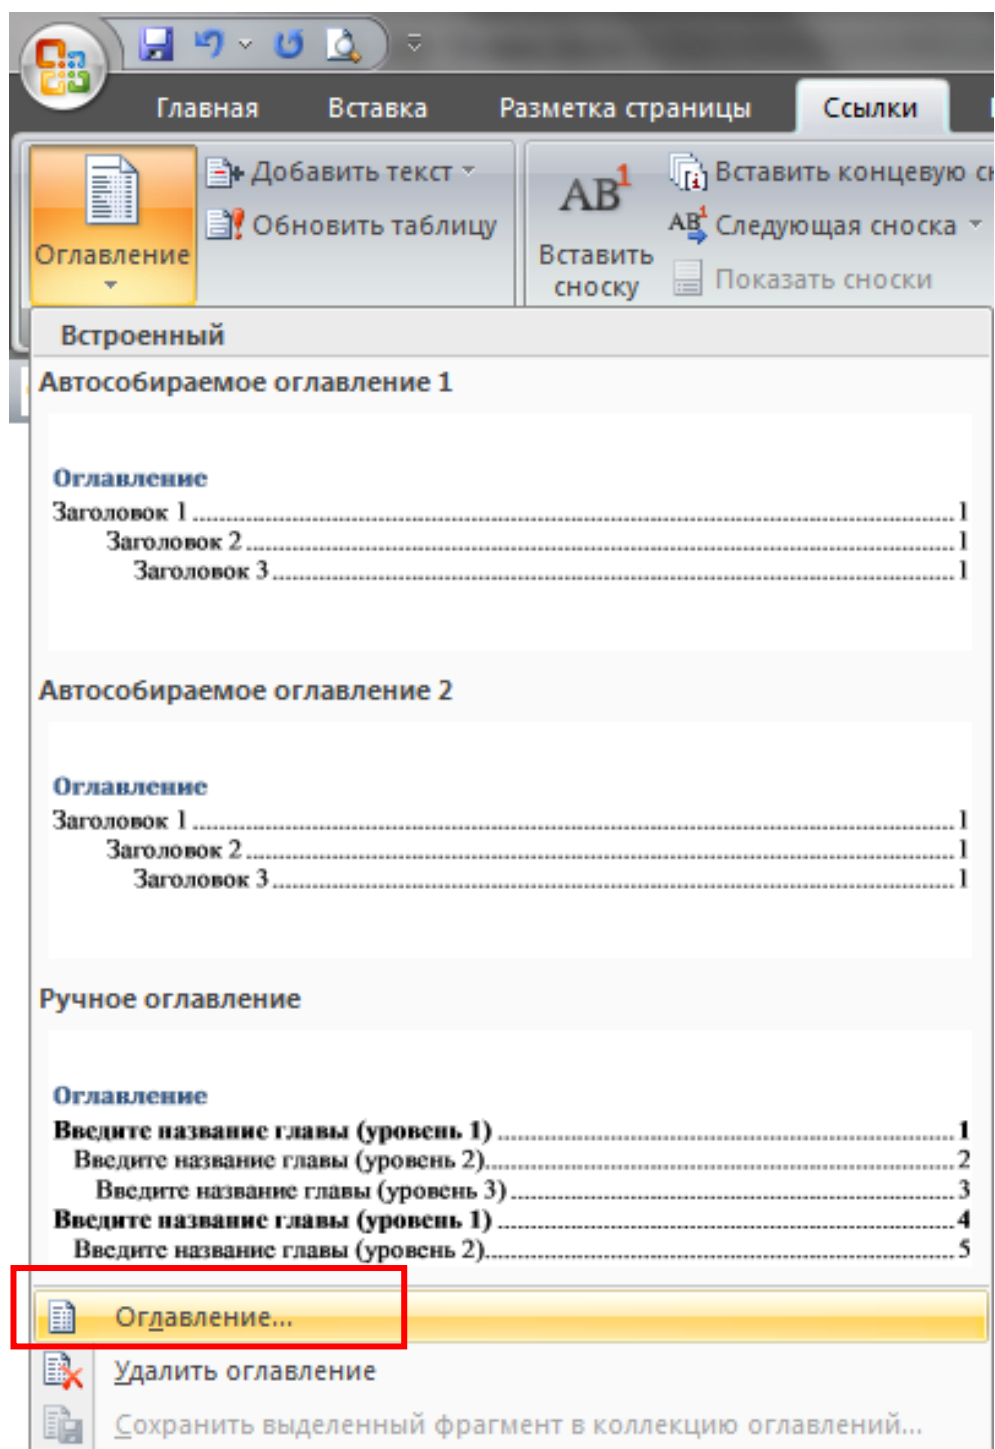 Главная Вставка Разметка страницы Ссылки
Оглавление
Добавить текст
Обновить таблицу
AB1
Вставить
сноску
Вставить концевую
AB1 Следующая сноска
Показать сноски
Встроенный
Автособираемое оглавление 1
Оглавление
Заголовок 1 1
Заголовок 2 1
Заголовок 3 1
Автособираемое оглавление 2
Оглавление
Заголовок 1 1
Заголовок 2 1
Заголовок 3 1
Ручное оглавление
Оглавление
Введите название главы (уровень 1) 1
Введите название главы (уровень 2) 2
Введите название главы (уровень 3) 3
Введите название главы (уровень 1) 4
Введите название главы (уровень 2) 5
Оглавление...
Удалить оглавление
Сохранить выделенный фрагмент в коллекцию оглавлений...